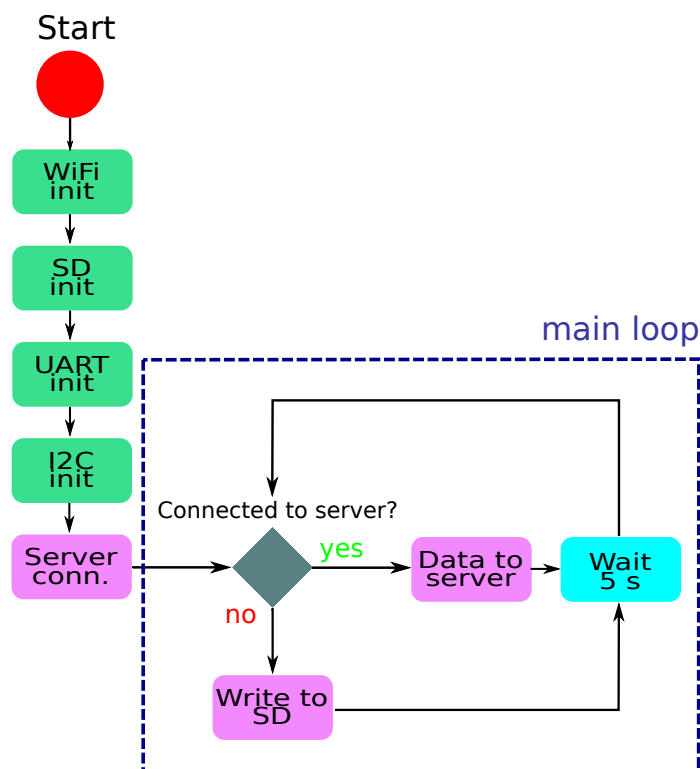 Start
WiFi
init
SD
init
UART
init
I2C
init
Server
conn.
main loop
Connected to server?
yes
no
Data to
server
Wait
5 s
Write to
SD